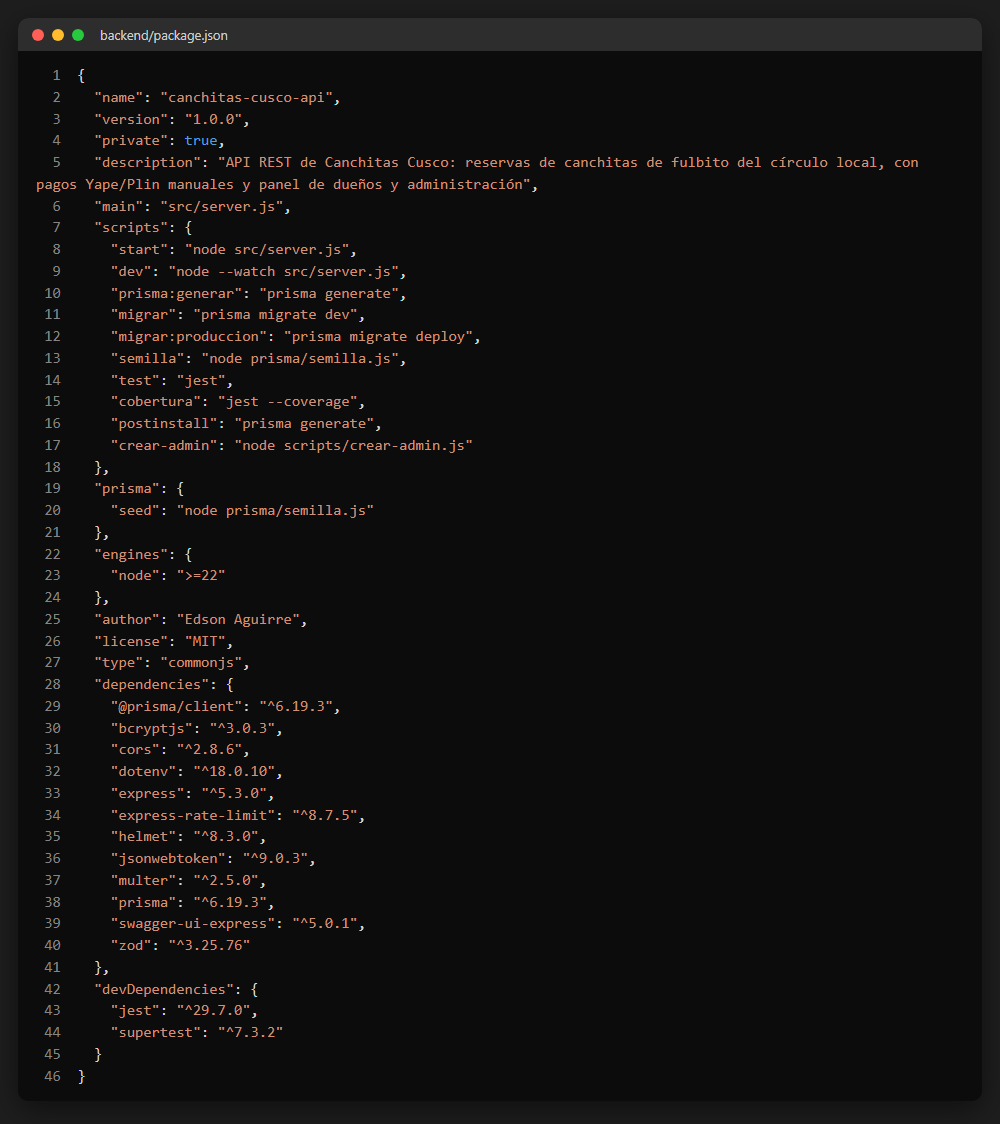 backend/package.json
1 {
2 "name": "canchitas-cusco-api",
3 "version": "1.0.0",
4 "private": true,
5 "description": "API REST de Canchitas Cusco: reservas de canchitas de fulbito del círculo local, con
pagos Yape/Plin manuales y panel de dueños y administración",
6 "main": "src/server.js",
7 "scripts": {
8 "start": "node src/server.js",
9 "dev": "node --watch src/server.js",
10 "prisma:generar": "prisma generate",
11 "migrar": "prisma migrate dev",
12 "migrar:produccion": "prisma migrate deploy",
13 "semilla": "node prisma/semilla.js",
14 "test": "jest",
15 "cobertura": "jest --coverage",
16 "postinstall": "prisma generate",
17 "crear-admin": "node scripts/crear-admin.js"
18 },
19 "prisma": {
20 "seed": "node prisma/semilla.js"
21 },
22 "engines": {
23 "node": ">=22"
24 },
25 "author": "Edson Aguirre",
26 "license": "MIT",
27 "type": "commonjs",
28 "dependencies": {
29 "@prisma/client": "^6.19.3",
30 "bcryptjs": "^3.0.3",
31 "cors": "^2.8.6",
32 "dotenv": "^18.0.10",
33 "express": "^5.3.0",
34 "express-rate-limit": "^8.7.5",
35 "helmet": "^8.3.0",
36 "jsonwebtoken": "^9.0.3",
37 "multer": "^2.5.0",
38 "prisma": "^6.19.3",
39 "swagger-ui-express": "^5.0.1",
40 "zod": "^3.25.76"
41 },
42 "devDependencies": {
43 "jest": "^29.7.0",
44 "supertest": "^7.3.2"
45 }
46 }